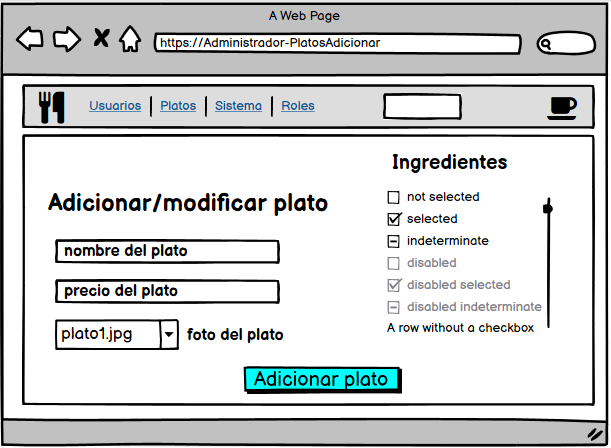 A Web Page
https://Administrador-PlatosAdicionar
Usuarios Platos Sistema Roles
Ingredientes
not selected
selected
indeterminate
disabled
disabled selected
disabled indeterminate
A row without a checkbox
Adicionar/modificar plato
nombre del plato
precio del plato
plato1.jpg foto del plato
Adicionar plato